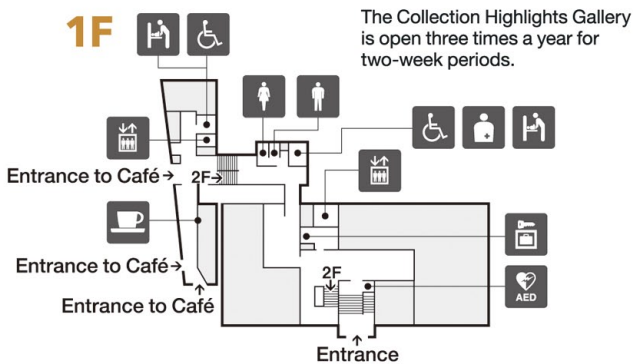 1F
The Collection Highlights Gallery
is open three times a year for
two-week periods.
Entrance to Café
2F
Entrance to Café
2F
AED
Entrance to Café
Entrance